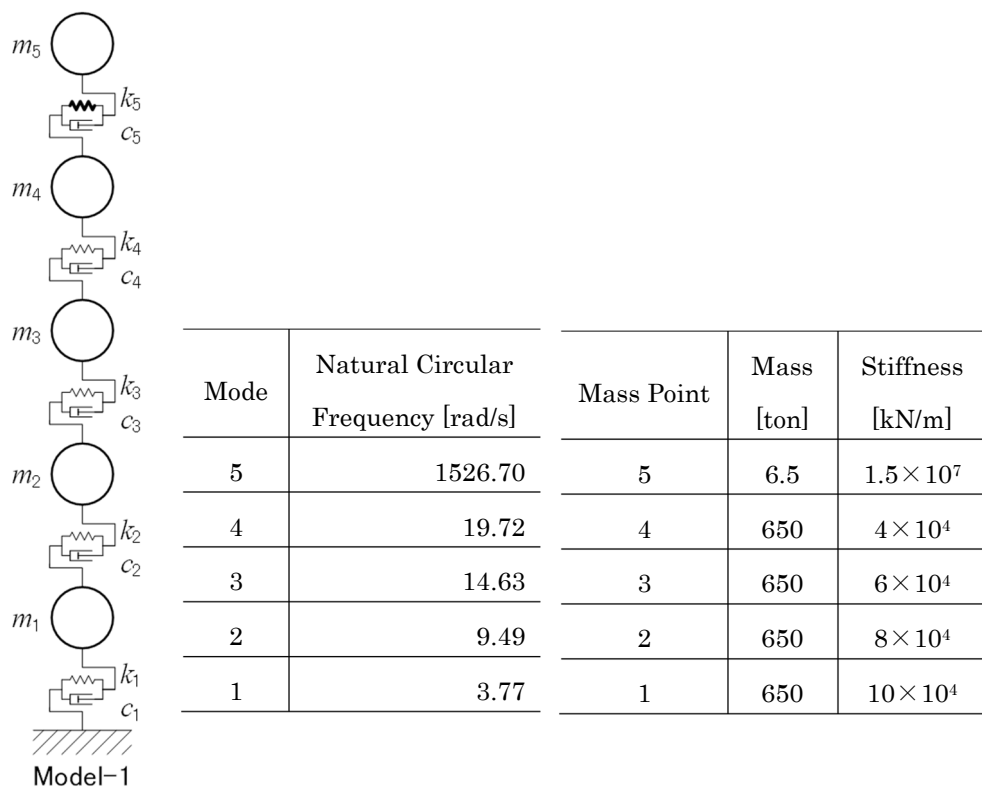 m₅
k₅
c₅
m₄
k₄
c₄
m₃
k₃
c₃
m₂
k₂
c₂
m₁
k₁
c₁
Model-1
Mode Natural Circular Frequency [rad/s]
5 1526.70
4 19.72
3 14.63
2 9.49
1 3.77
Mass Point Mass [ton] Stiffness [kN/m]
5 6.5 1.5×10⁷
4 650 4×10⁴
3 650 6×10⁴
2 650 8×10⁴
1 650 10×10⁴